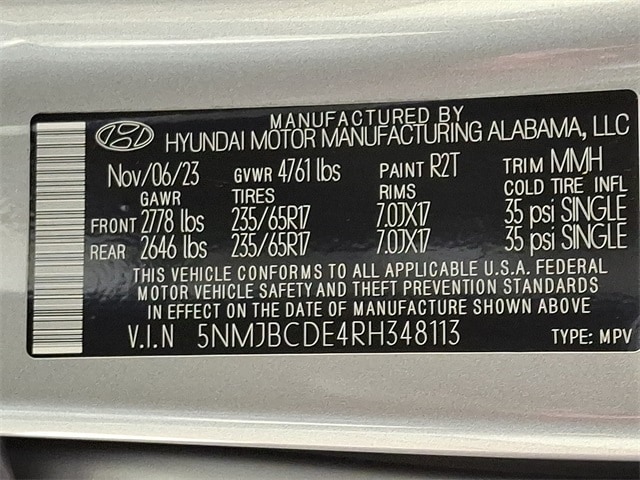 MANUFACTURED BY
HYUNDAI MOTOR MANUFACTURING ALABAMA, LLC
Nov/06/23 GVWR 4761 lbs PAINT R2T TRIM MMH
GAWR TIRES RIMS COLD TIRE INFL
FRONT 2778 lbs 235/65R17 7.0JX17 35 psi SINGLE
REAR 2646 lbs 235/65R17 7.0JX17 35 psi SINGLE
THIS VEHICLE CONFORMS TO ALL APPLICABLE U.S.A. FEDERAL
MOTOR VEHICLE SAFETY AND THEFT PREVENTION STANDARDS
IN EFFECT ON THE DATE OF MANUFACTURE SHOWN ABOVE
V.I.N 5NMJBCDE4RH348113 TYPE: MPV